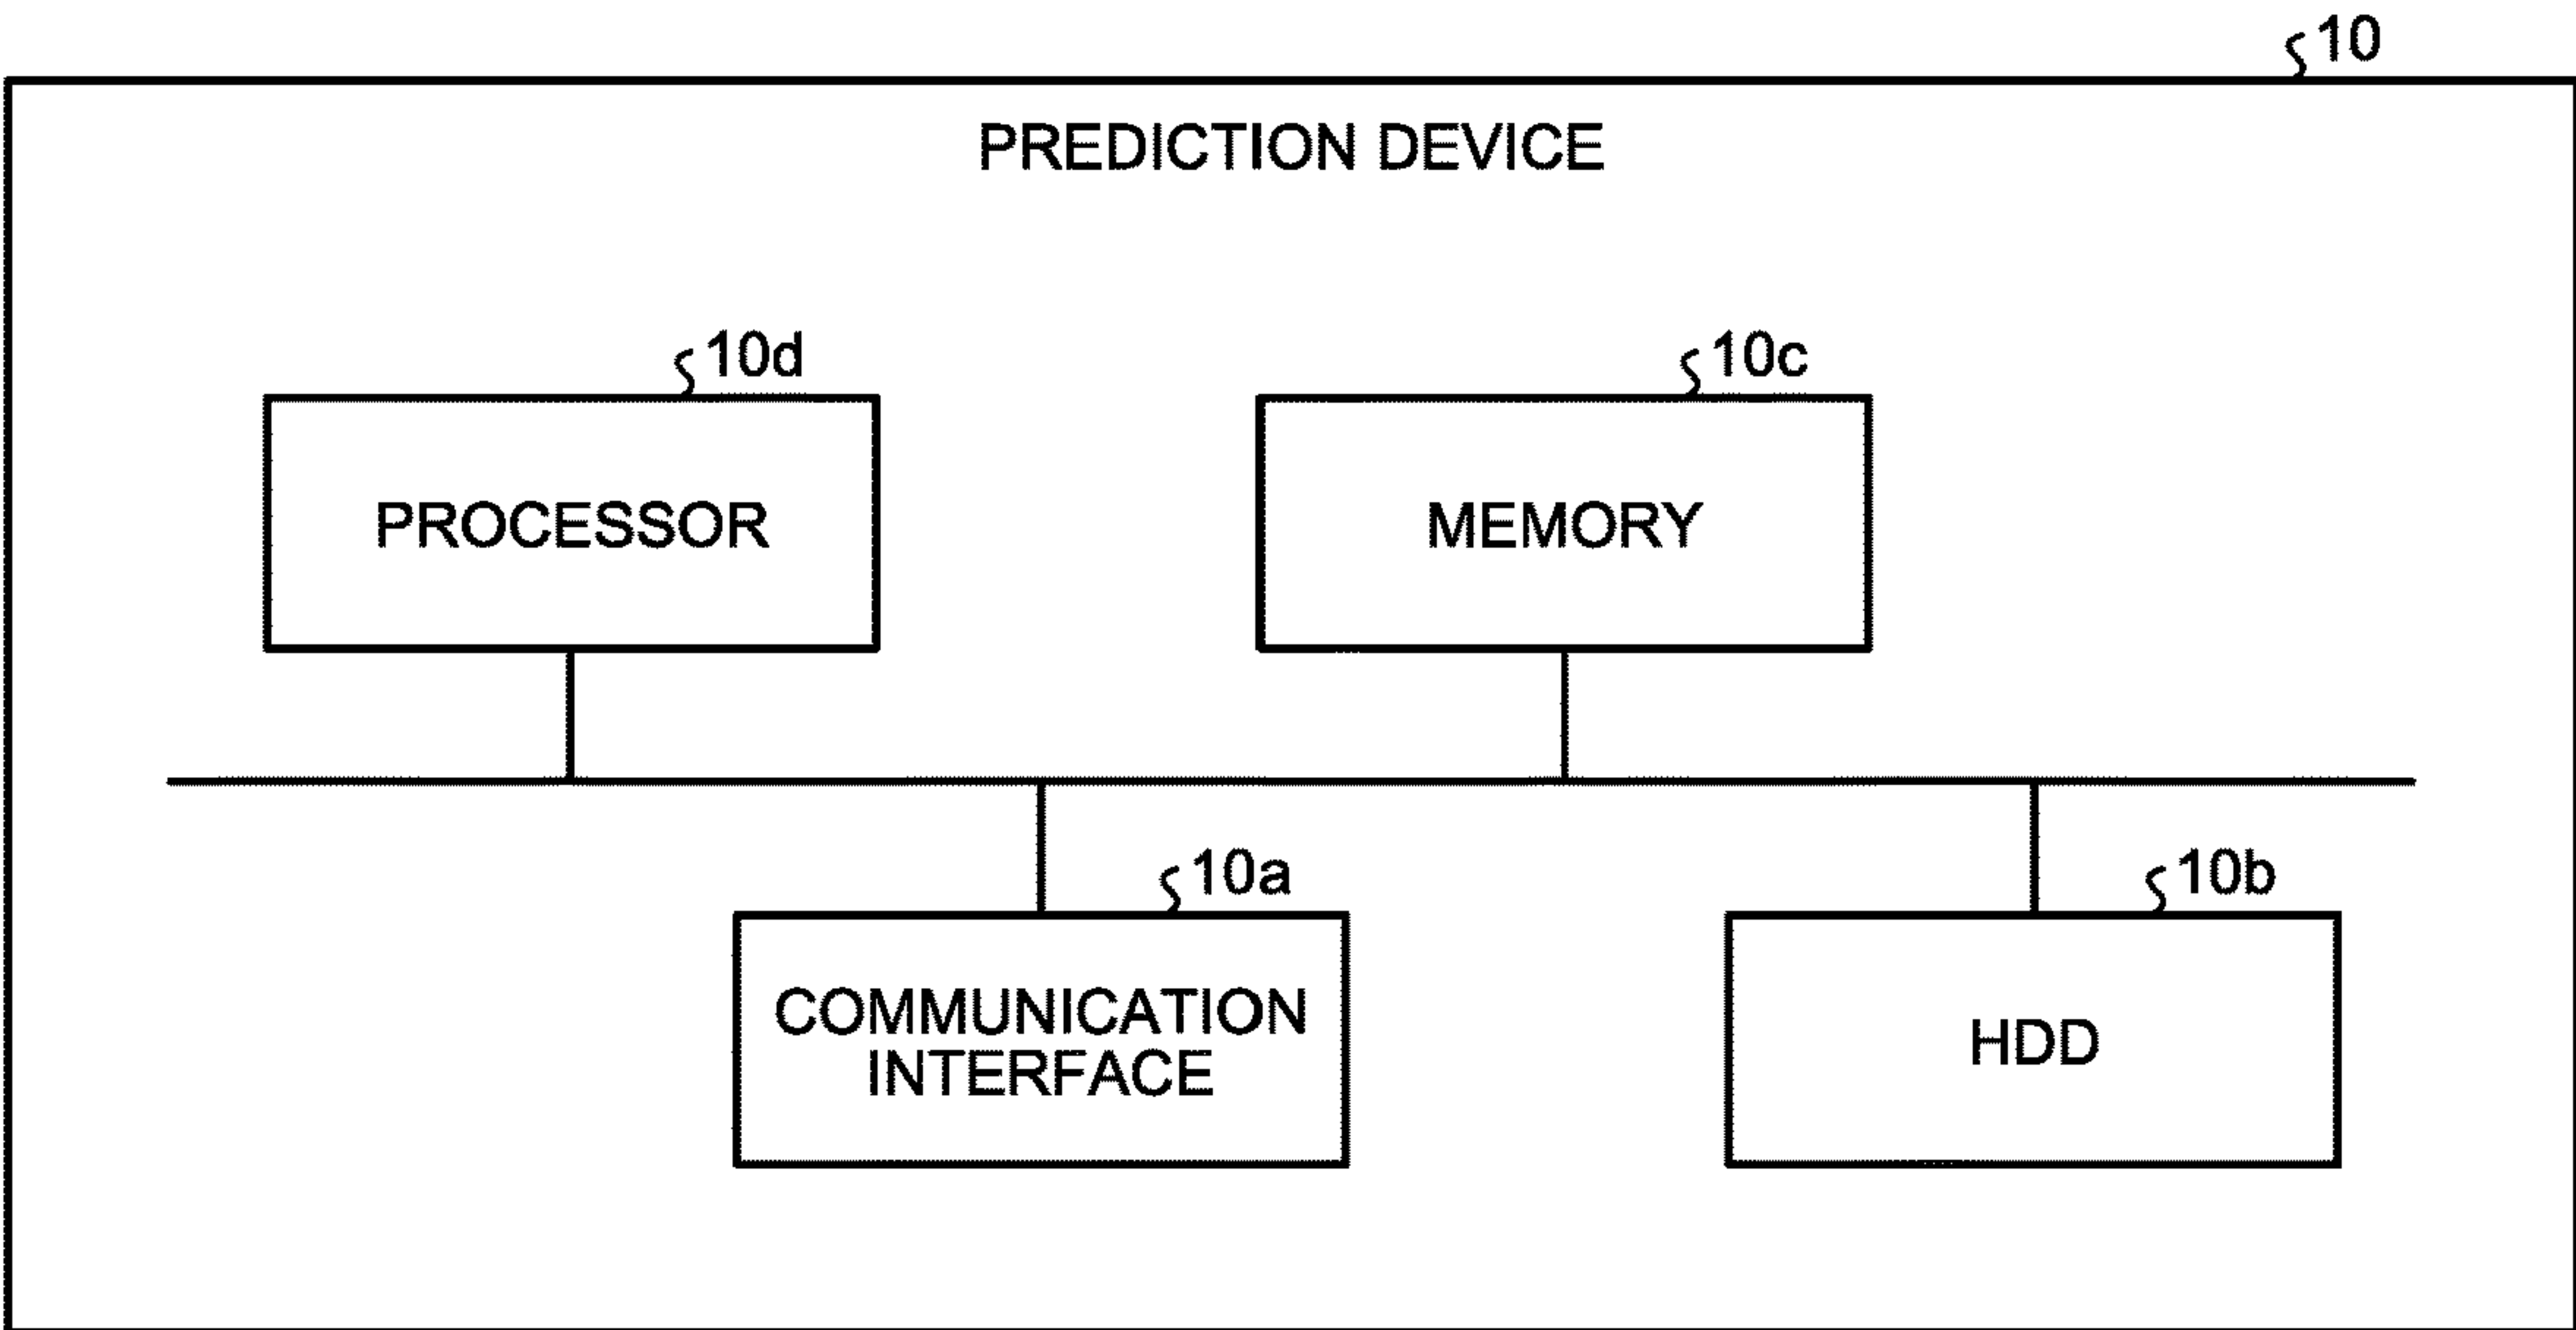 10
PREDICTION DEVICE
10d
10c
PROCESSOR
MEMORY
10a
10b
COMMUNICATION
INTERFACE
HDD